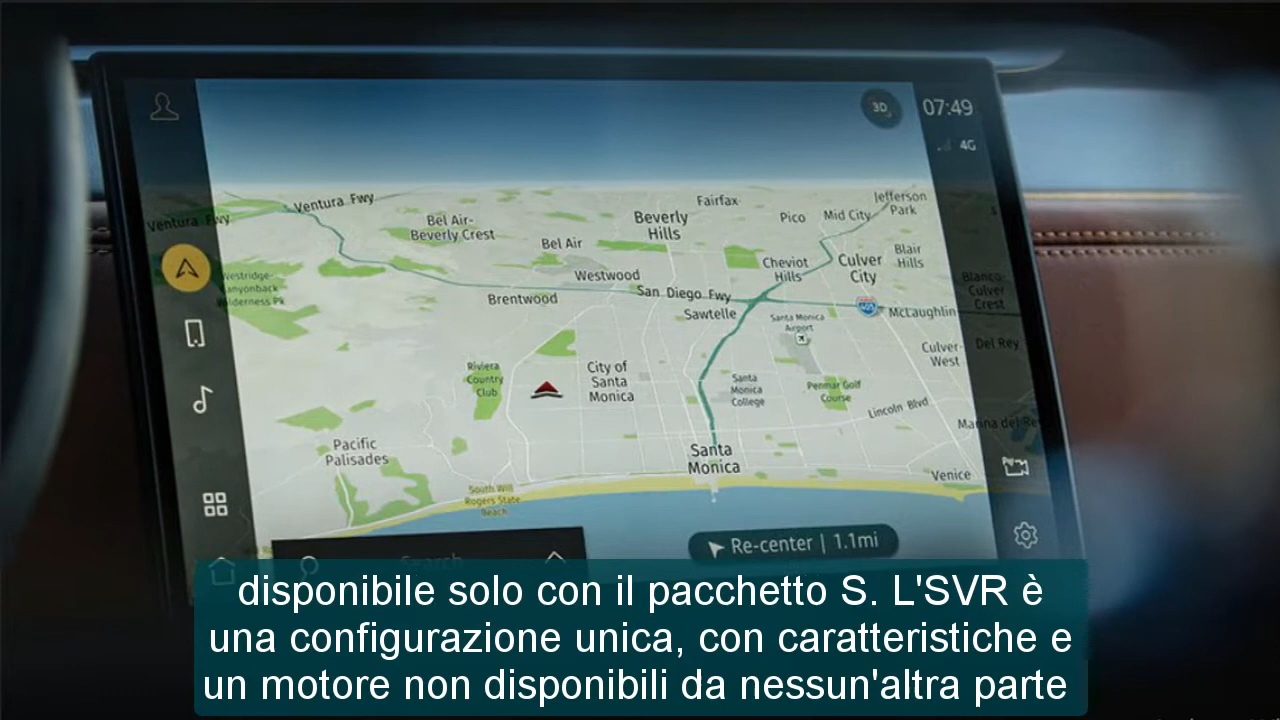 3D
07:49
4G
Ventura Fwy
Ventura Fwy
Bel Air-
Beverly Crest
Bel Air
Beverly
Hills
Fairfax
Pico
Mid City
Jefferson
Park
Blair
Hills
Cheviot
Hills
Culver
City
Westwood
Brentwood
San Diego Fwy
Sawtelle
405
McLaughlin
Blanco-
Culver
Crest
Westridge-
Canyonback
Wilderness Pk
Santa Monica
Airport
Culver-
West
Del Rey
Riviera
Country
Club
City of
Santa
Monica
Santa
Monica
College
Penmar Golf
Course
Lincoln Blvd
Marina del Rey
Pacific
Palisades
Santa
Monica
Venice
South Will
Rogers State
Beach
Search
Re-center | 1.1mi
disponibile solo con il pacchetto S. L'SVR è
una configurazione unica, con caratteristiche e
un motore non disponibili da nessun'altra parte